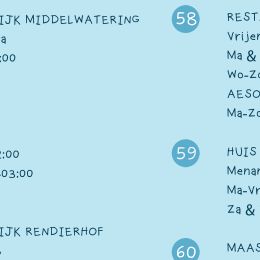 IJK MIDDELWATERING
a
:00
2:00
03:00
IJK RENDIERHOF
58
REST
Vrijer
Ma &
Wo-Zo
AESO
Ma-Zo
59
HUIS
Menar
Ma-Vr
Za &
60
MAAS